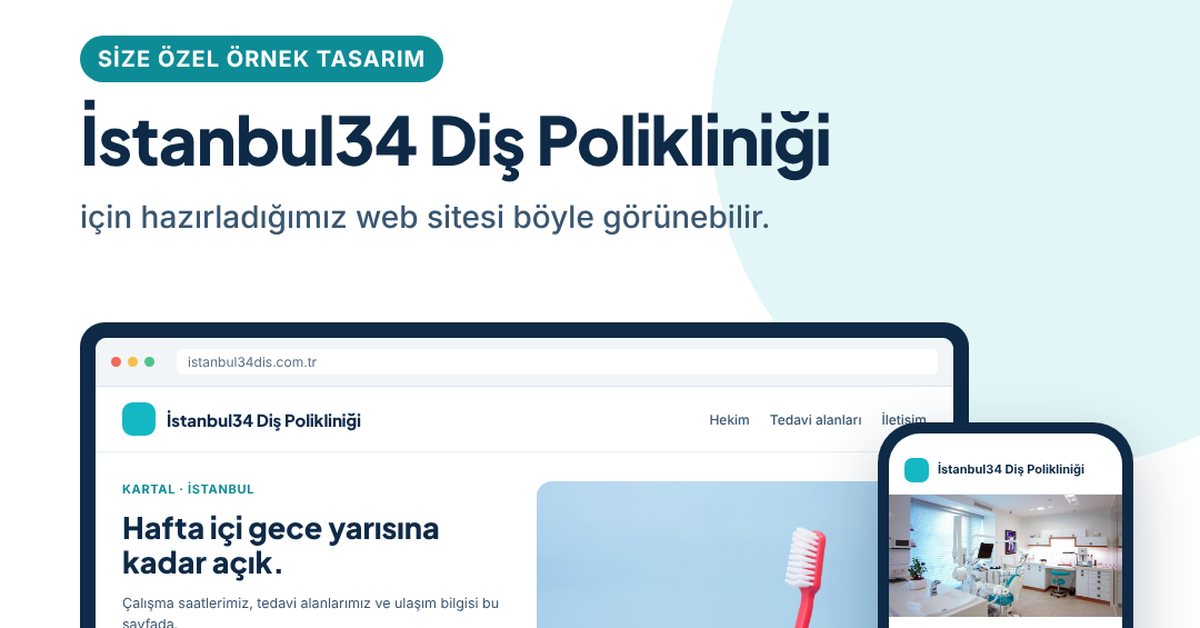 SİZE ÖZEL ÖRNEK TASARIM
İstanbul34 Diş Polikliniği
için hazırladığımız web sitesi böyle görünebilir.
istanbul34dis.com.tr
İstanbul34 Diş Polikliniği
Hekim Tedavi alanları İletişim
İstanbul34 Diş Polikliniği
KARTAL · İSTANBUL
Hafta içi gece yarısına
kadar açık.
Çalışma saatlerimiz, tedavi alanlarımız ve ulaşım bilgisi bu
sayfada.